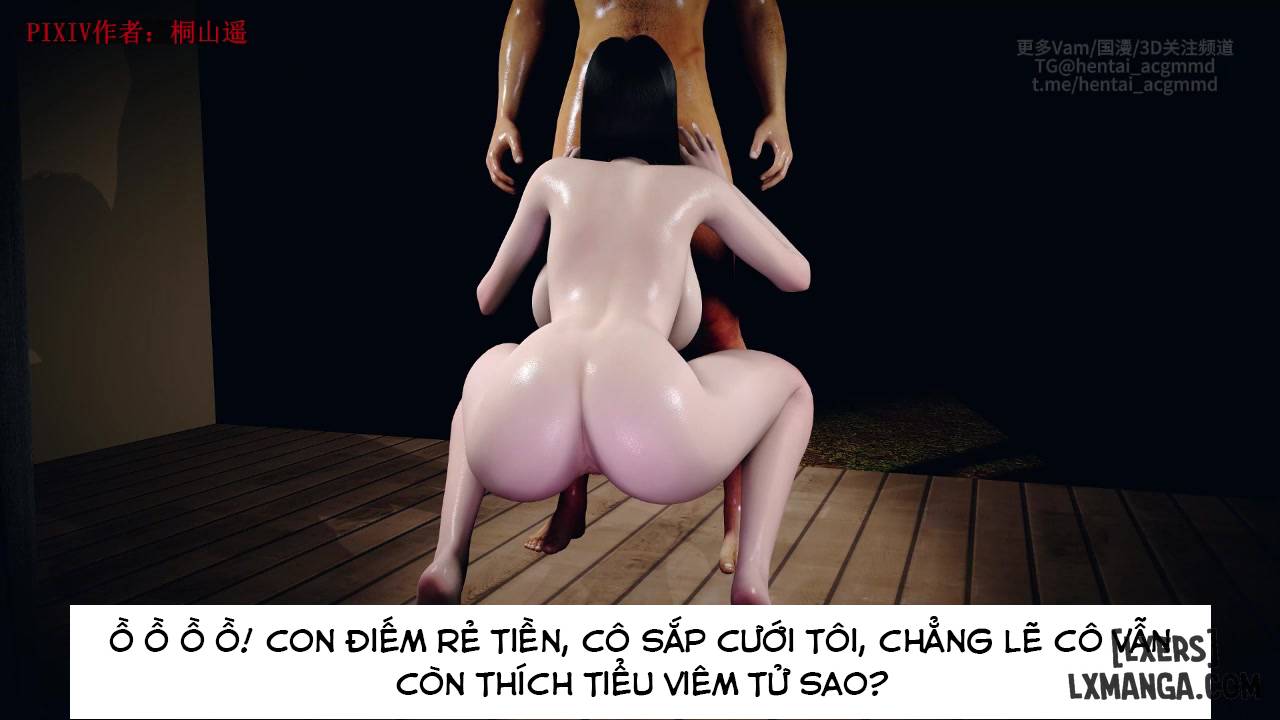 PIXIV作者：桐山遥
更多Vam/国漫/3D关注频道
TG@hentai_acgmmd
t.me/hentai_acgmmd
Ồ Ồ Ồ Ồ! CON ĐIẾM RẺ TIỀN, CÔ SẮP CƯỚI TÔI, CHẲNG LẼ CÔ VẪN
CÒN THÍCH TIỂU VIÊM TỬ SAO?
[LXERS]
LXMANGA.COM